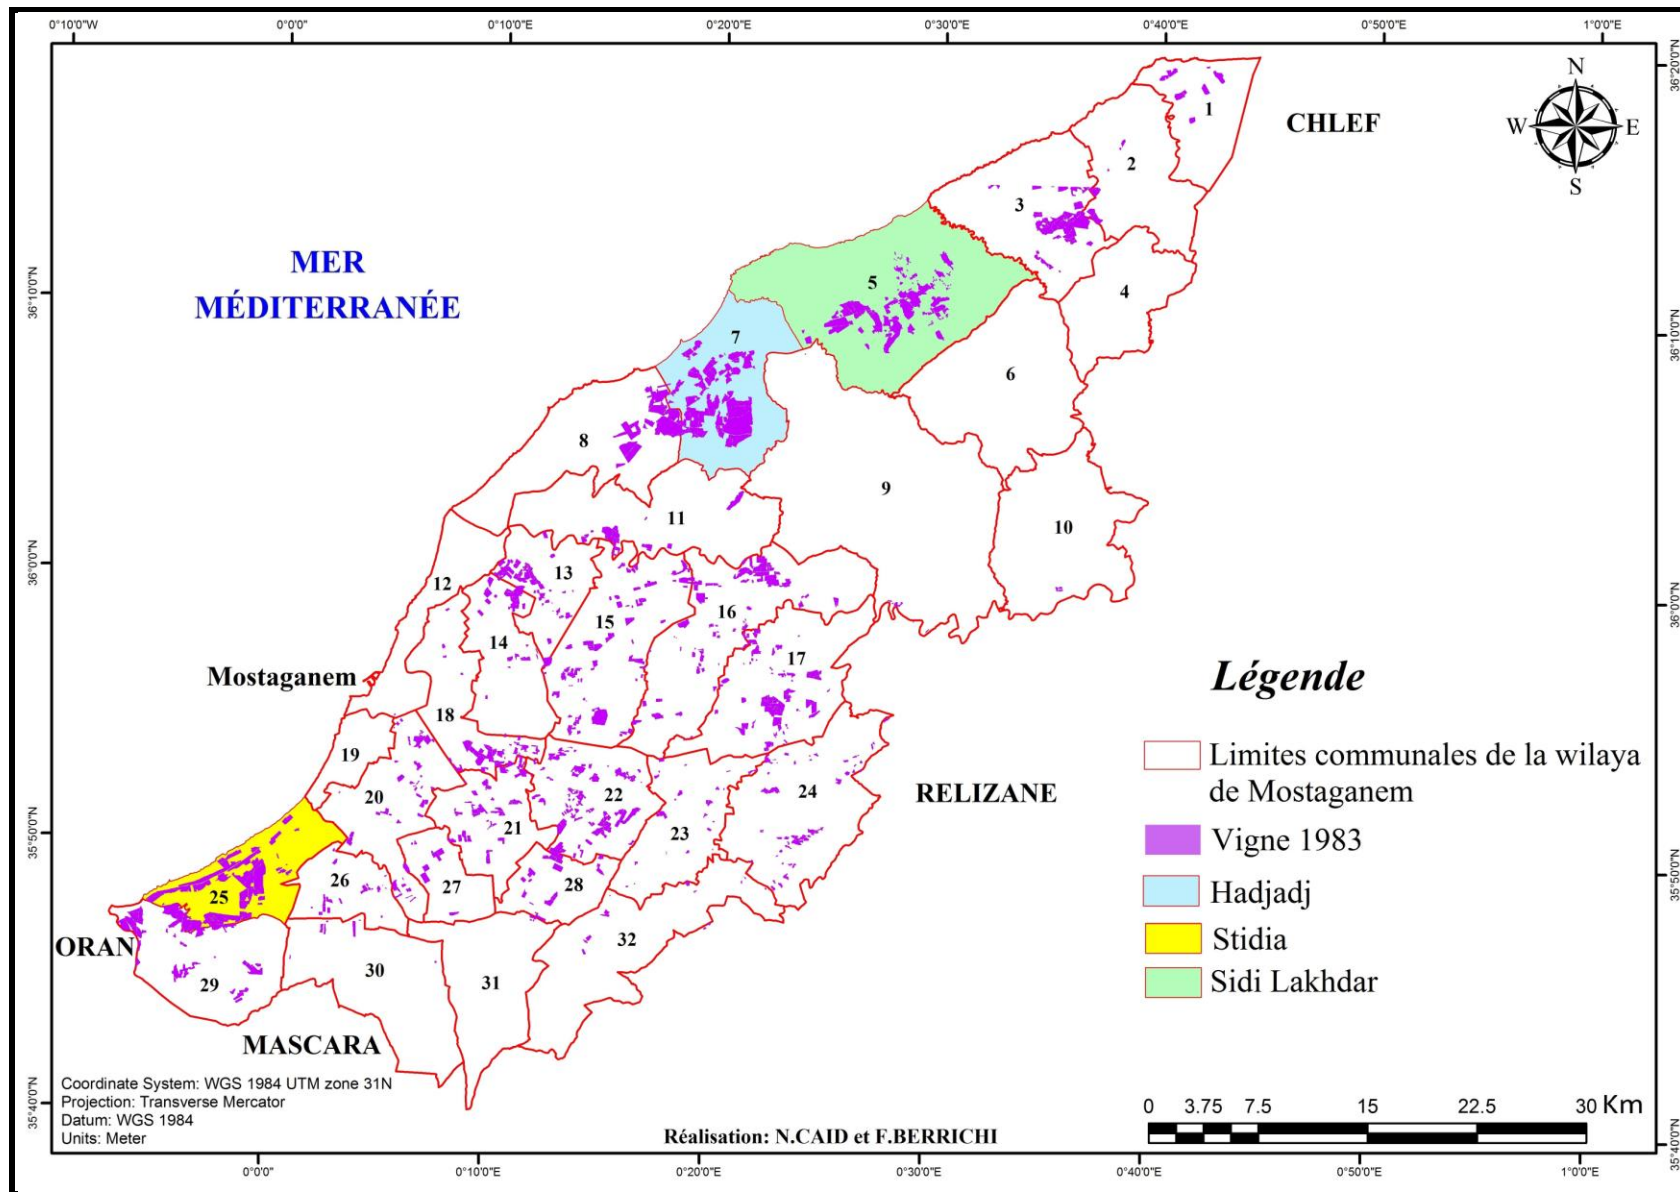 0°10'0"W 0°0'0" 0°10'0"E 0°20'0"E 0°30'0"E 0°40'0"E 0°50'0"E 1°0'0"E
36°20'0"N
N
W E
S
CHLEF
1
2
3
MER
MÉDITERRANÉE
4
5
36°10'0"N
36°10'0"N
7
6
8
9
10
11
36°0'0"N
36°0'0"N
12
13
14
15
16
17
Mostaganem
18
19
20
21
22
23
24
RELIZANE
Légende
Limites communales de la wilaya
de Mostaganem
Vigne 1983
Hadjadj
Stidia
Sidi Lakhdar
35°50'0"N
35°50'0"N
25
26
27
28
ORAN
29
30
31
32
MASCARA
Coordinate System: WGS 1984 UTM zone 31N
Projection: Transverse Mercator
Datum: WGS 1984
Units: Meter
Réalisation: N.CAID et F.BERRICHI
0 3.75 7.5 15 22.5 30 Km
35°40'0"N
35°40'0"N
0°0'0"E 0°10'0"E 0°20'0"E 0°30'0"E 0°40'0"E 0°50'0"E 1°0'0"E